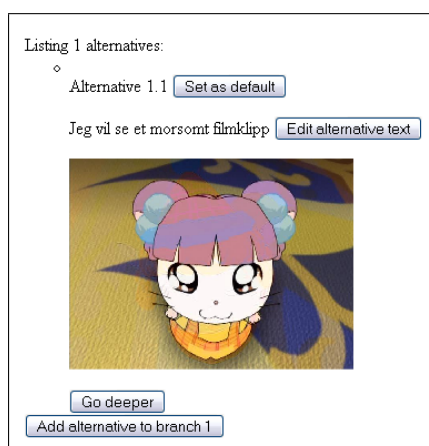 Listing 1 alternatives:
Alternative 1.1 Set as default
Jeg vil se et morsomt filmklipp Edit alternative text
Go deeper
Add alternative to branch 1